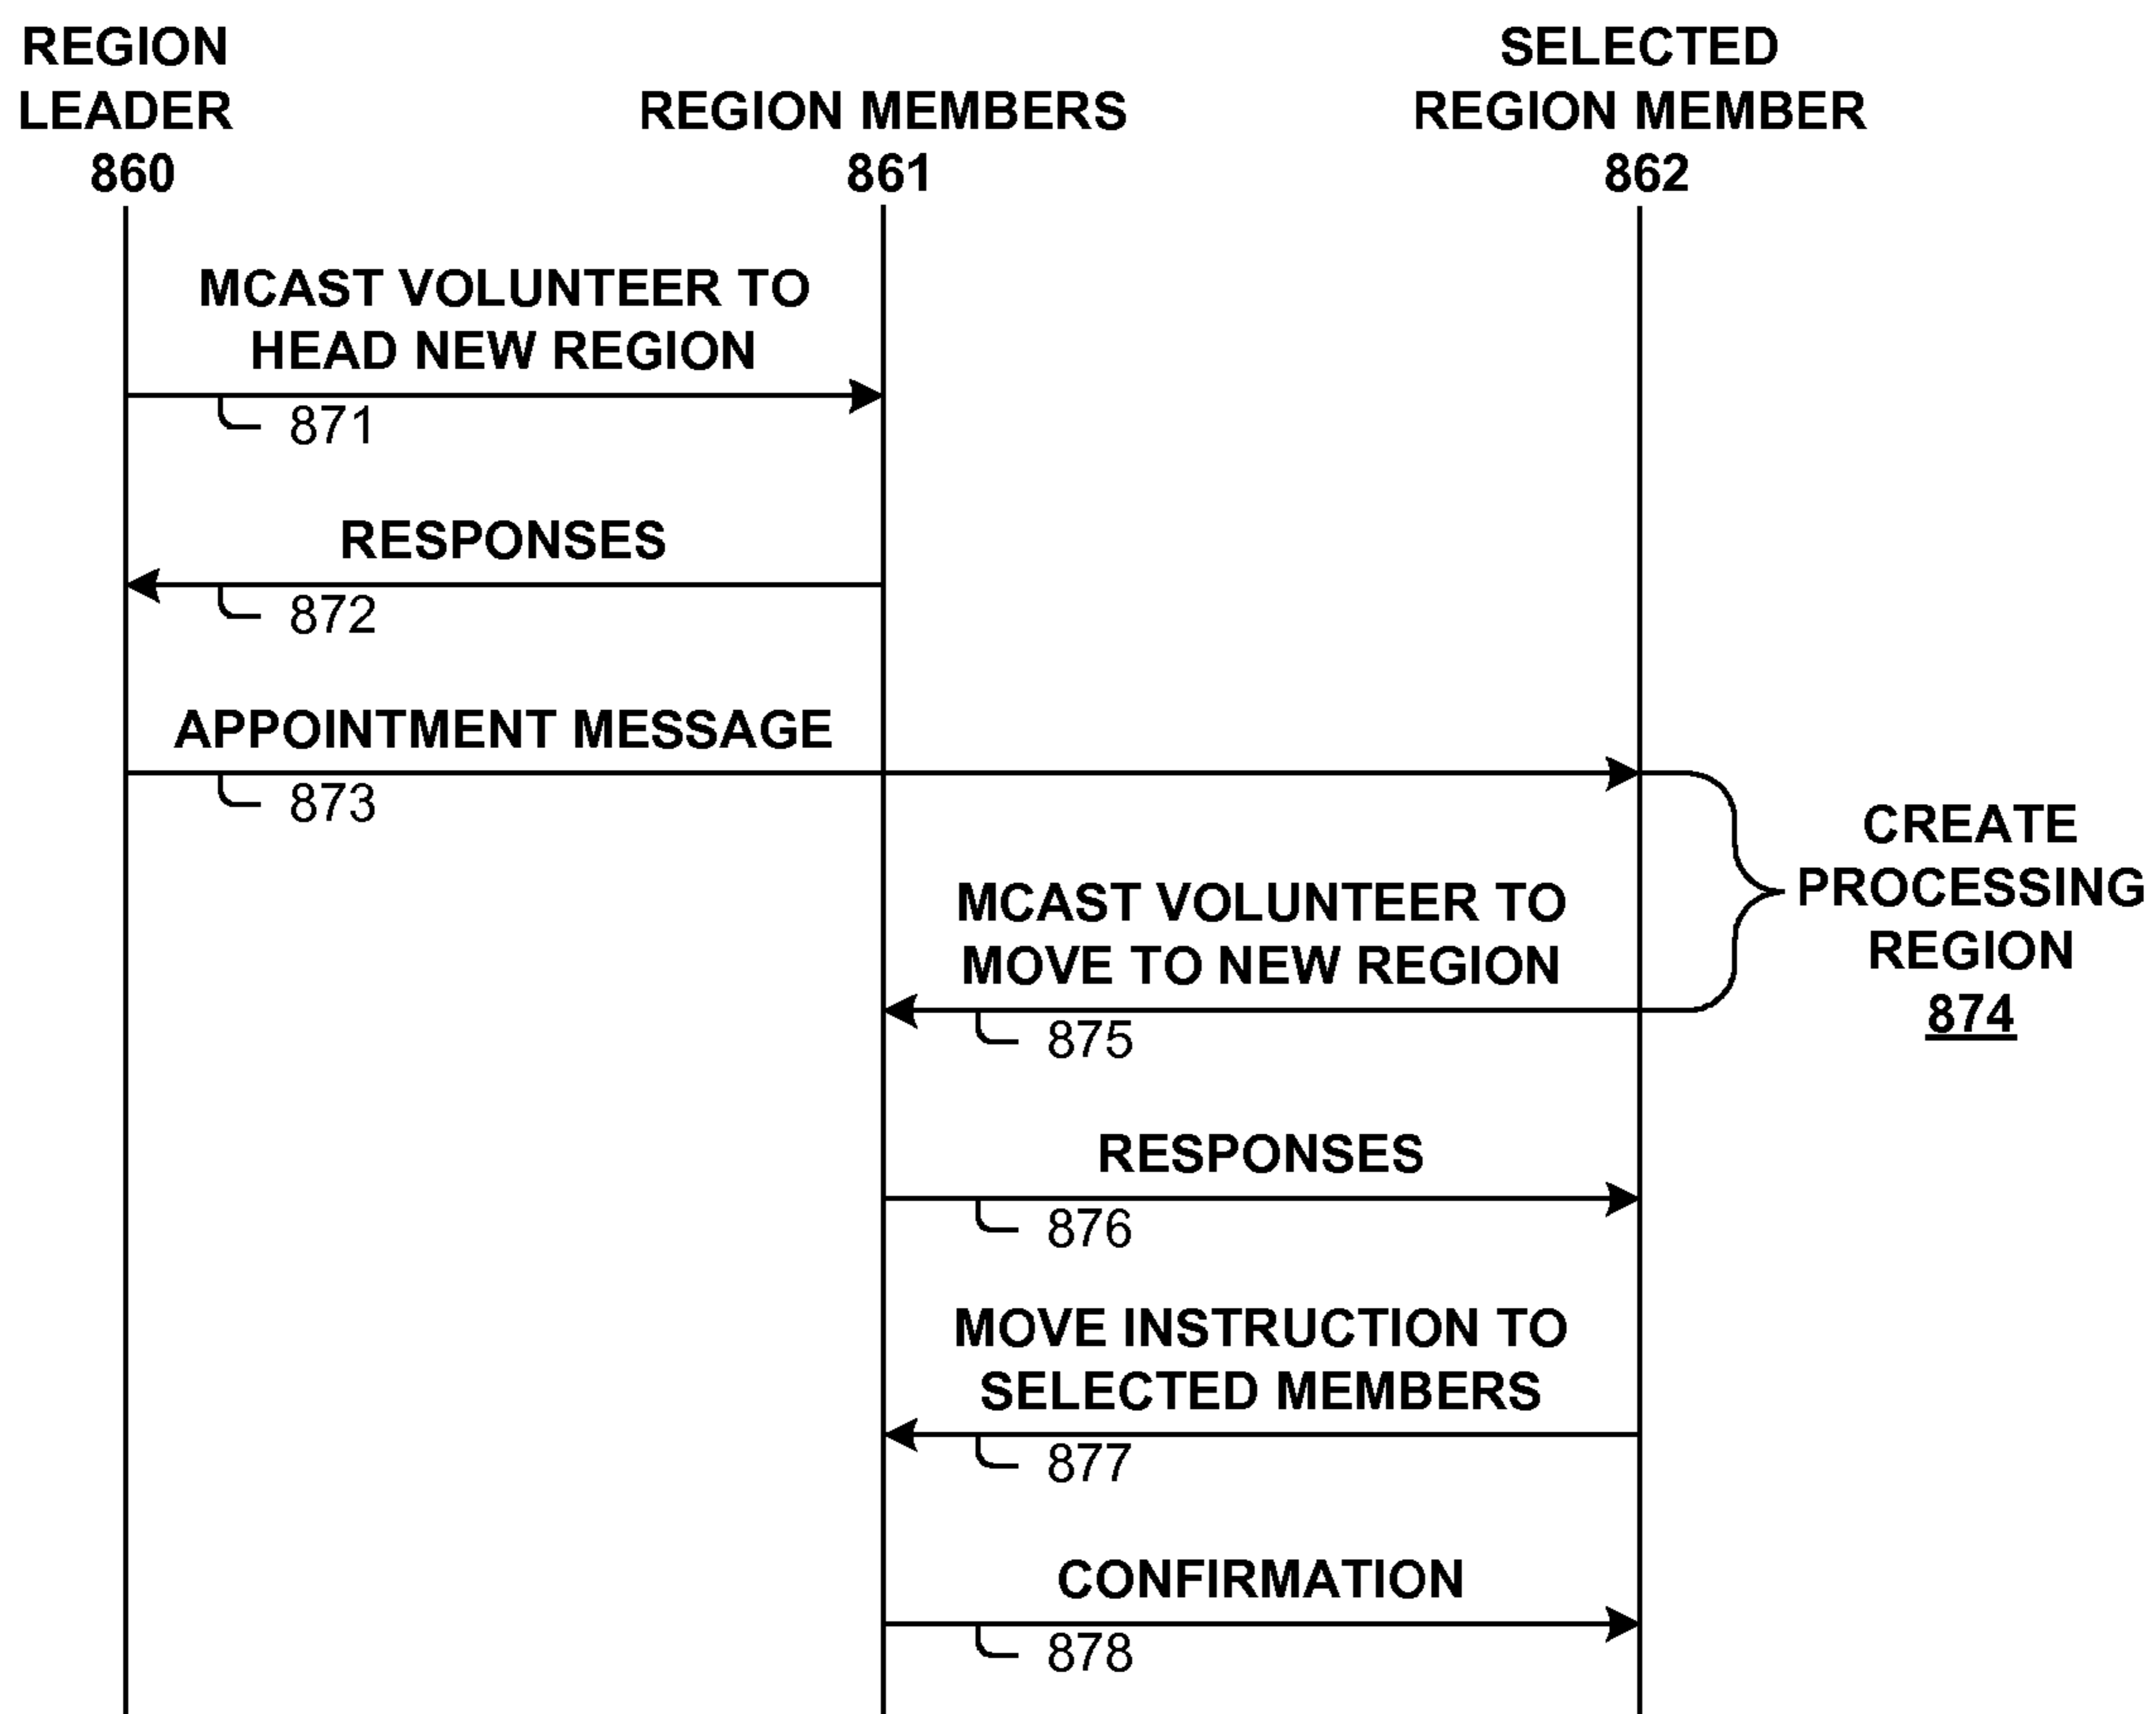 REGION
LEADER
860
REGION MEMBERS
861
SELECTED
REGION MEMBER
862
MCAST VOLUNTEER TO
HEAD NEW REGION
871
RESPONSES
872
APPOINTMENT MESSAGE
873
CREATE
PROCESSING
REGION
874
MCAST VOLUNTEER TO
MOVE TO NEW REGION
875
RESPONSES
876
MOVE INSTRUCTION TO
SELECTED MEMBERS
877
CONFIRMATION
878